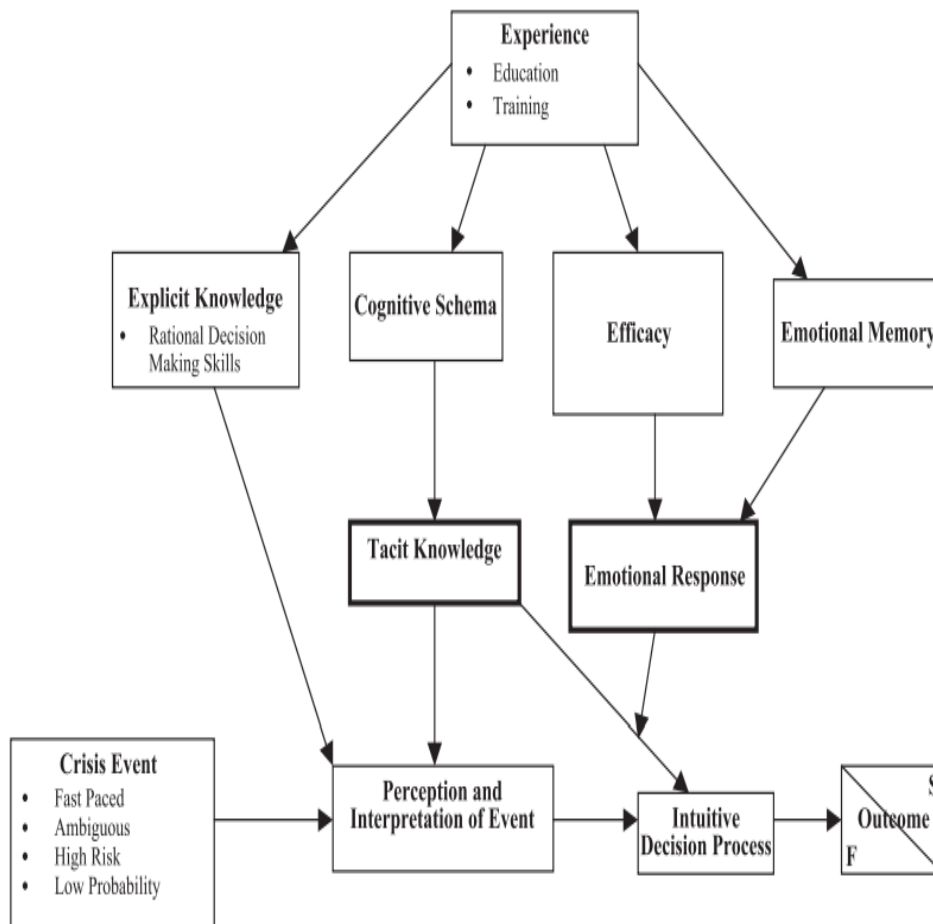 Experience
• Education
• Training
Explicit Knowledge
• Rational Decision
Making Skills
Cognitive Schema
Efficacy
Emotional Memory
Tacit Knowledge
Emotional Response
Crisis Event
• Fast Paced
• Ambiguous
• High Risk
• Low Probability
Perception and
Interpretation of Event
Intuitive
Decision Process
S
Outcome
F